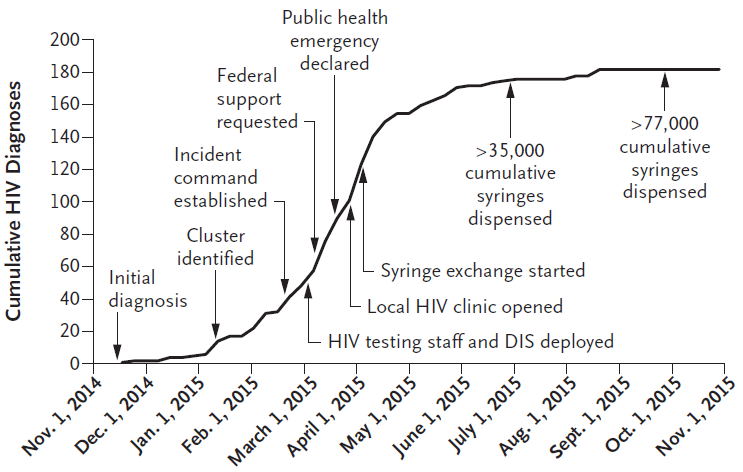 Public health
emergency
declared
Federal
support
requested
Incident
command
established
Cluster
identified
Initial
diagnosis
>35,000
cumulative
syringes
dispensed
>77,000
cumulative
syringes
dispensed
Syringe exchange started
Local HIV clinic opened
HIV testing staff and DIS deployed
Cumulative HIV Diagnoses
200
180
160
140
120
100
80
60
40
20
0
Nov. 1, 2014
Dec. 1, 2014
Jan. 1, 2015
Feb. 1, 2015
March 1, 2015
April 1, 2015
May 1, 2015
June 1, 2015
July 1, 2015
Aug. 1, 2015
Sept. 1, 2015
Oct. 1, 2015
Nov. 1, 2015